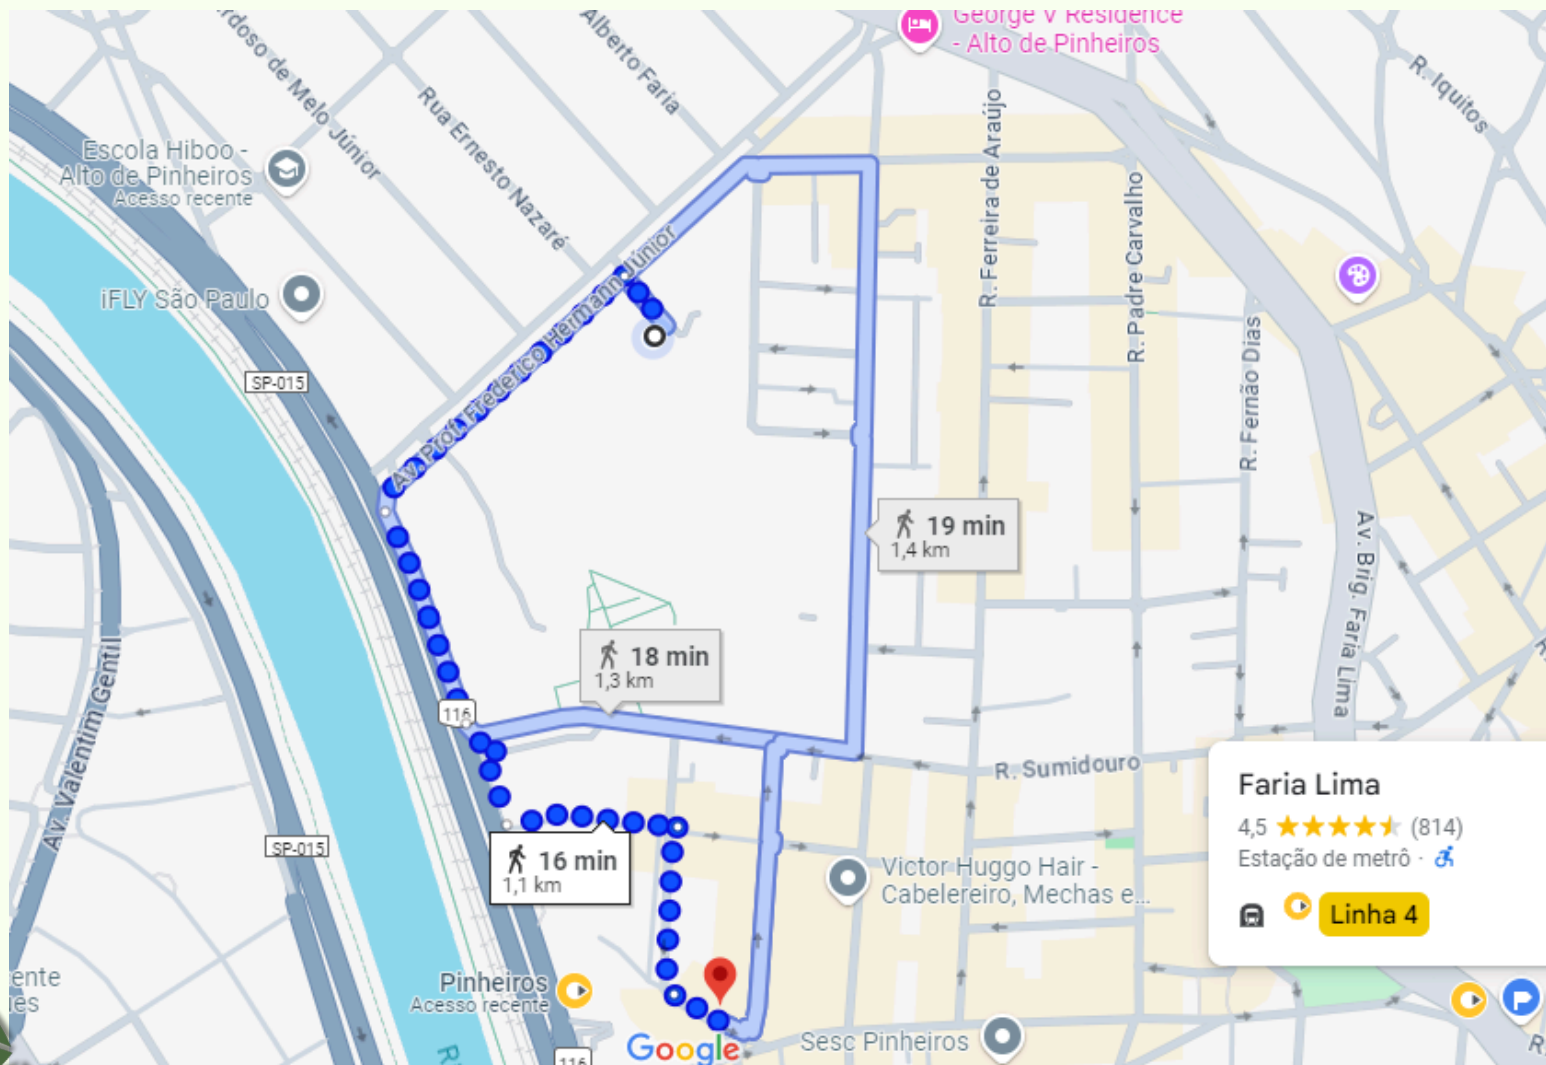 George V Residence
- Alto de Pinheiros
R. Iquitos
Alberto Faria
rdoso de Melo Júnior
Rua Ernesto Nazaré
Escola Hiboo -
Alto de Pinheiros
Acesso recente
iFLY São Paulo
SP-015
Av. Prof. Frederico Hermann Júnior
R. Ferreira de Araújo
R. Padre Carvalho
R. Fernão Dias
Av. Brig. Faria Lima
19 min
1,4 km
18 min
1,3 km
116
Av. Valentim Gentil
SP-015
R. Sumidouro
16 min
1,1 km
Victor Huggo Hair -
Cabelereiro, Mechas e...
Faria Lima
4,5 (814)
Estação de metrô ·
Linha 4
Pinheiros
Acesso recente
ente
es
Sesc Pinheiros
Google
116